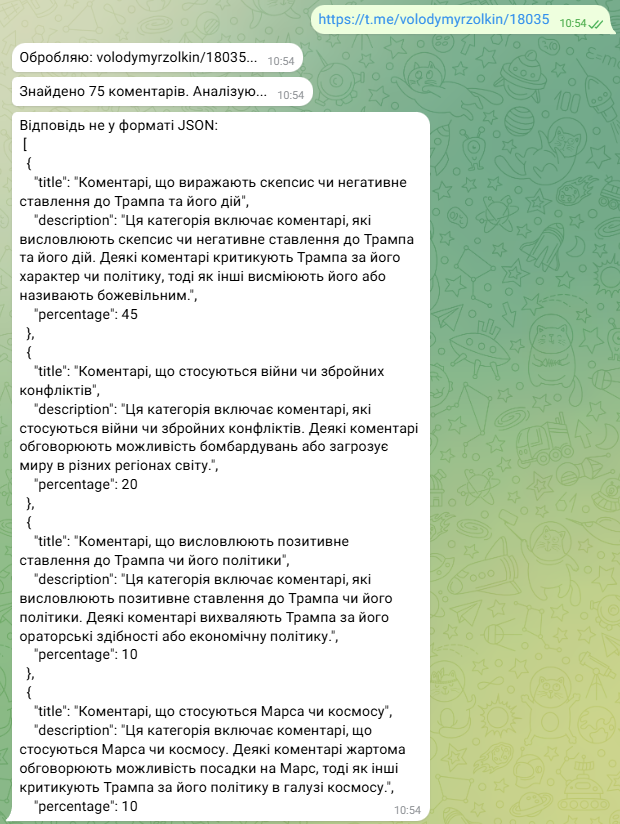 https://t.me/volodymyrzolkin/18035 10:54
Обробляю: volodymyrzolkin/18035... 10:54
Знайдено 75 коментарів. Аналізую... 10:54
Відповідь не у форматі JSON:
[
{
"title": "Коментарі, що виражають скепсис чи негативне
ставлення до Трампа та його дій",
"description": "Ця категорія включає коментарі, які
висловлюють скепсис чи негативне ставлення до Трампа
та його дій. Деякі коментарі критикують Трампа за його
характер чи політику, тоді як інші висміюють його або
називають божевільним.",
"percentage": 45
},
{
"title": "Коментарі, що стосуються війни чи збройних
конфліктів",
"description": "Ця категорія включає коментарі, які
стосуються війни чи збройних конфліктів. Деякі коментарі
обговорюють можливість бомбардувань або загрозує
миру в різних регіонах світу.",
"percentage": 20
},
{
"title": "Коментарі, що висловлюють позитивне
ставлення до Трампа чи його політики",
"description": "Ця категорія включає коментарі, які
висловлюють позитивне ставлення до Трампа чи його
політики. Деякі коментарі вихваляють Трампа за його
ораторські здібності або економічну політику.",
"percentage": 10
},
{
"title": "Коментарі, що стосуються Марса чи космосу",
"description": "Ця категорія включає коментарі, що
стосуються Марса чи космосу. Деякі коментарі жартома
обговорюють можливість посадки на Марс, тоді як інші
критикують Трампа за його політику в галузі космосу.",
"percentage": 10 10:54